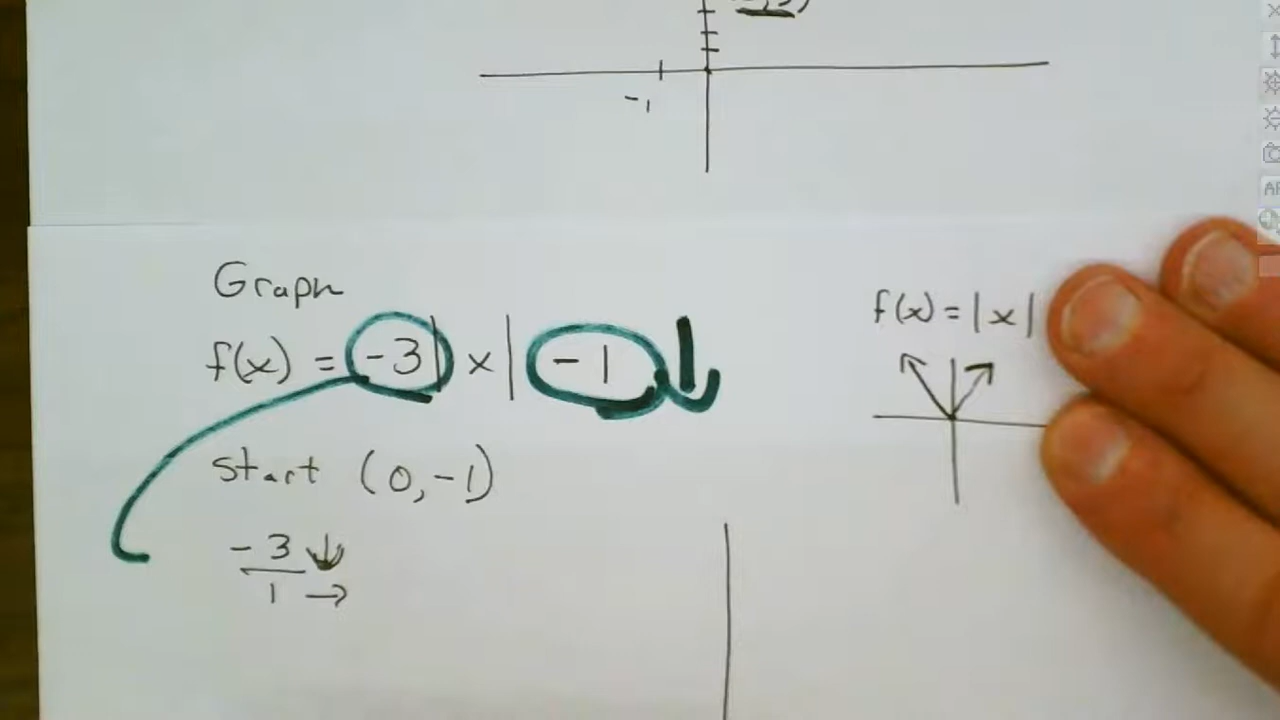 -1
Graph
f(x) = -3|x| -1
f(x) = |x|
Start (0,-1)
-3 ↓
1 →